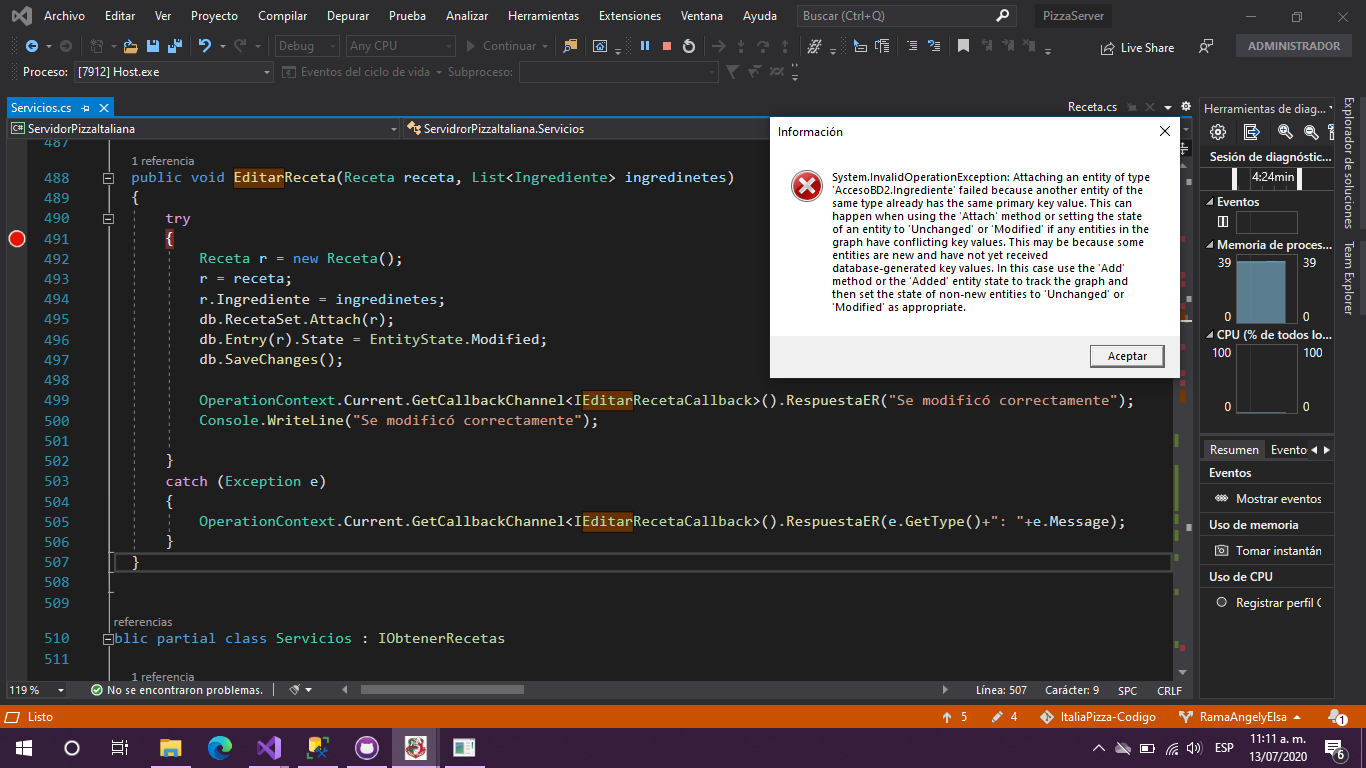 Archivo Editar Ver Proyecto Compilar Depurar Prueba Analizar Herramientas Extensiones Ventana Ayuda Buscar (Ctrl+Q) PizzaServer
Debug Any CPU Continuar Live Share ADMINISTRADOR
Proceso: [7912] Host.exe Eventos del ciclo de vida Subproceso:
Servicios.cs Receta.cs
ServidorPizzaItaliana ServidrorPizzaItaliana.Servicios
487
1 referencia
488 public void EditarReceta(Receta receta, List<Ingrediente> ingredinetes)
489 {
490 try
491 {
492 Receta r = new Receta();
493 r = receta;
494 r.Ingrediente = ingredinetes;
495 db.RecetaSet.Attach(r);
496 db.Entry(r).State = EntityState.Modified;
497 db.SaveChanges();
498
499 OperationContext.Current.GetCallbackChannel<IEditarRecetaCallback>().RespuestaER("Se modificó correctamente");
500 Console.WriteLine("Se modificó correctamente");
501
502 }
503 catch (Exception e)
504 {
505 OperationContext.Current.GetCallbackChannel<IEditarRecetaCallback>().RespuestaER(e.GetType()+": "+e.Message);
506 }
507 }
508
509
referencias
510 blic partial class Servicios : IObtenerRecetas
511
1 referencia
Información
System.InvalidOperationException: Attaching an entity of type
'AccesoBD2.Ingrediente' failed because another entity of the
same type already has the same primary key value. This can
happen when using the 'Attach' method or setting the state
of an entity to 'Unchanged' or 'Modified' if any entities in the
graph have conflicting key values. This may be because some
entities are new and have not yet received
database-generated key values. In this case use the 'Add'
method or the 'Added' entity state to track the graph and
then set the state of non-new entities to 'Unchanged' or
'Modified' as appropriate.
Aceptar
Herramientas de diag...
Sesión de diagnóstic...
4:24min
Eventos
Memoria de proces...
39 39
0 0
CPU (% de todos lo...
100 100
0 0
Resumen Evento
Eventos
Mostrar eventos
Uso de memoria
Tomar instantán
Uso de CPU
Registrar perfil C
Explorador de soluciones
Team Explorer
119 % No se encontraron problemas. Línea: 507 Carácter: 9 SPC CRLF
Listo 5 4 ItaliaPizza-Codigo RamaAngelyElsa 1
ESP 11:11 a. m.
13/07/2020 6